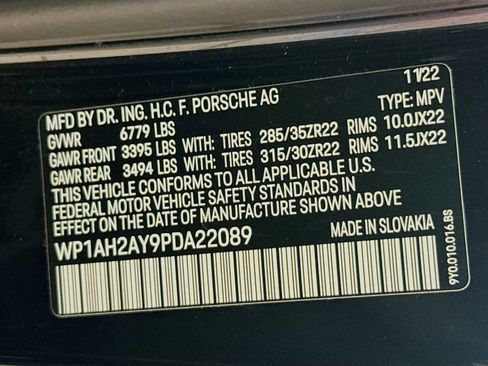 MFD BY DR. ING. H.C. F. PORSCHE AG 11/22
GVWR 6779 LBS TYPE: MPV
GAWR FRONT 3395 LBS WITH: TIRES 285/35ZR22 RIMS 10.0JX22
GAWR REAR 3494 LBS WITH: TIRES 315/30ZR22 RIMS 11.5JX22
THIS VEHICLE CONFORMS TO ALL APPLICABLE U.S.
FEDERAL MOTOR VEHICLE SAFETY STANDARDS IN
EFFECT ON THE DATE OF MANUFACTURE SHOWN ABOVE.
WP1AH2AY9PDA22089 MADE IN SLOVAKIA
9Y0.010.016.BS